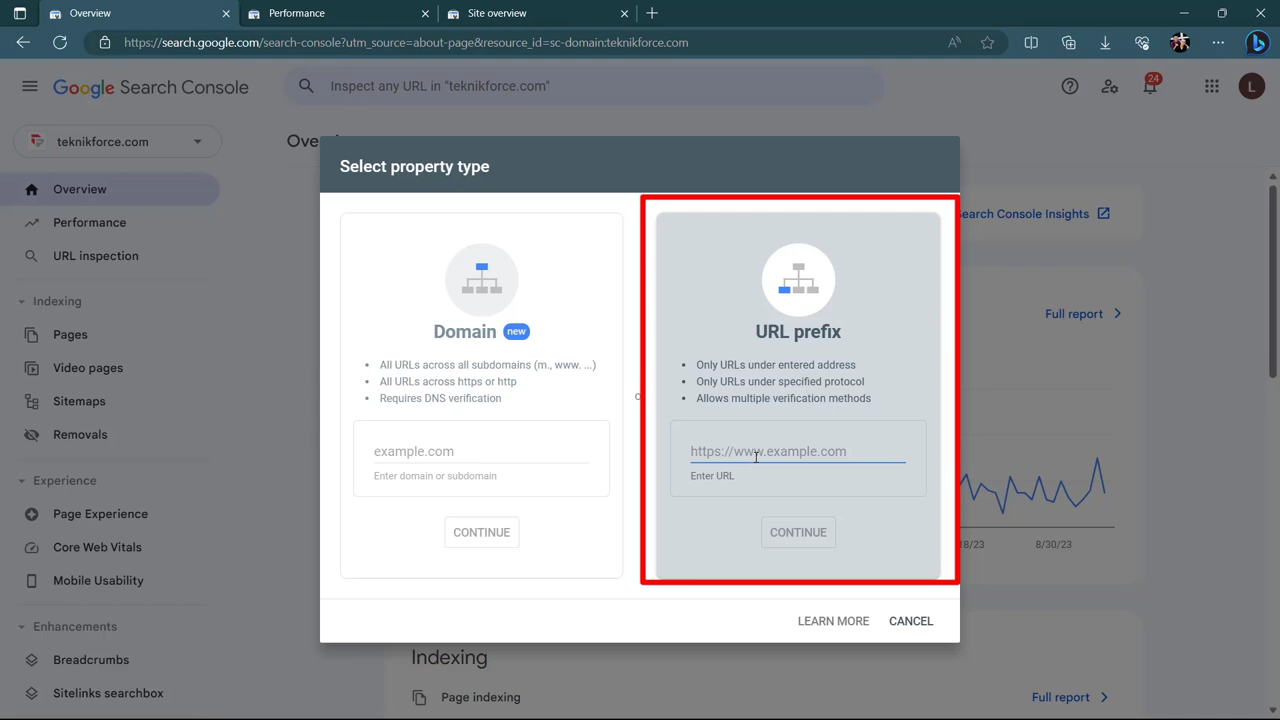 Overview
Performance
Site overview
https://search.google.com/search-console?utm_source=about-page&resource_id=sc-domain:teknikforce.com
Google Search Console
Inspect any URL in "teknikforce.com"
24
L
teknikforce.com
Overview
Performance
URL inspection
Indexing
Pages
Video pages
Sitemaps
Removals
Experience
Page Experience
Core Web Vitals
Mobile Usability
Enhancements
Breadcrumbs
Sitelinks searchbox
Select property type
Domain new
• All URLs across all subdomains (m., www. ...)
• All URLs across https or http
• Requires DNS verification
example.com
Enter domain or subdomain
CONTINUE
URL prefix
• Only URLs under entered address
• Only URLs under specified protocol
• Allows multiple verification methods
https://www.example.com
Enter URL
CONTINUE
LEARN MORE
CANCEL
Search Console Insights
Full report
8/30/23
Indexing
Page indexing
Full report